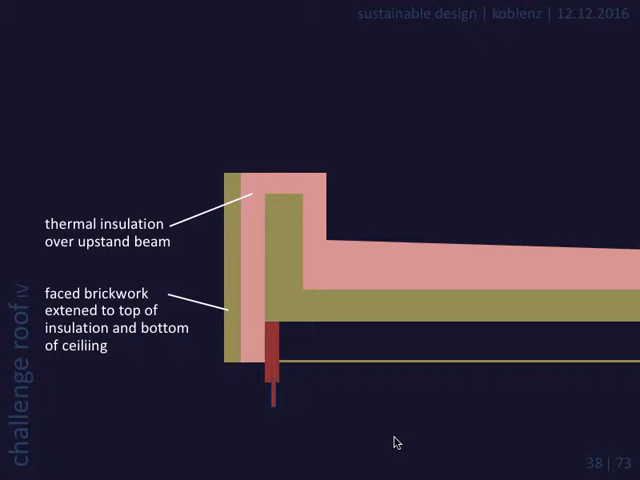 sustainable design | koblenz | 12.12.2016
thermal insulation
over upstand beam
faced brickwork
extened to top of
insulation and bottom
of ceiliing
challenge roof IV
38 | 73